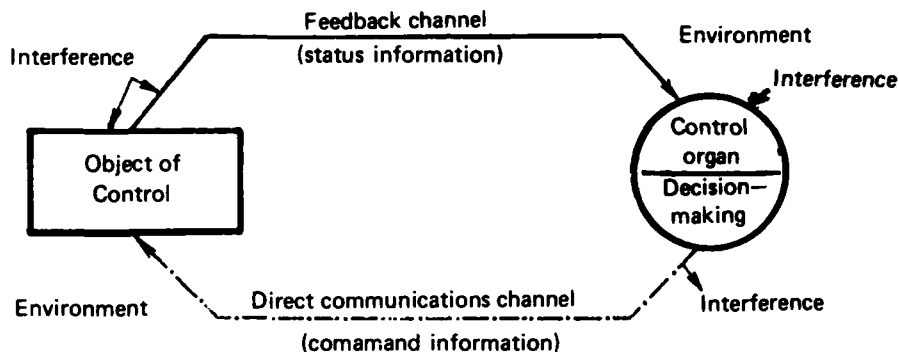 Feedback channel
(status information)
Environment
Interference
Interference
Object of
Control
Control
organ
Decision—
making
Environment
Direct communications channel
(comamand information)
Interference